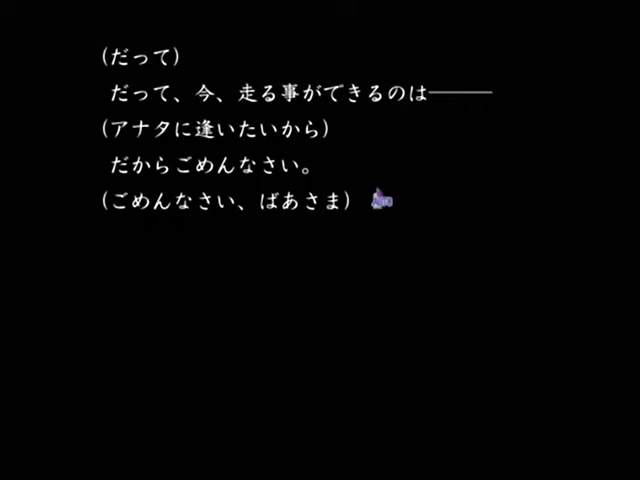 (だって)
だって、今、走る事ができるのは―――
(アナタに逢いたいから)
だからごめんなさい。
(ごめんなさい、ばあさま)